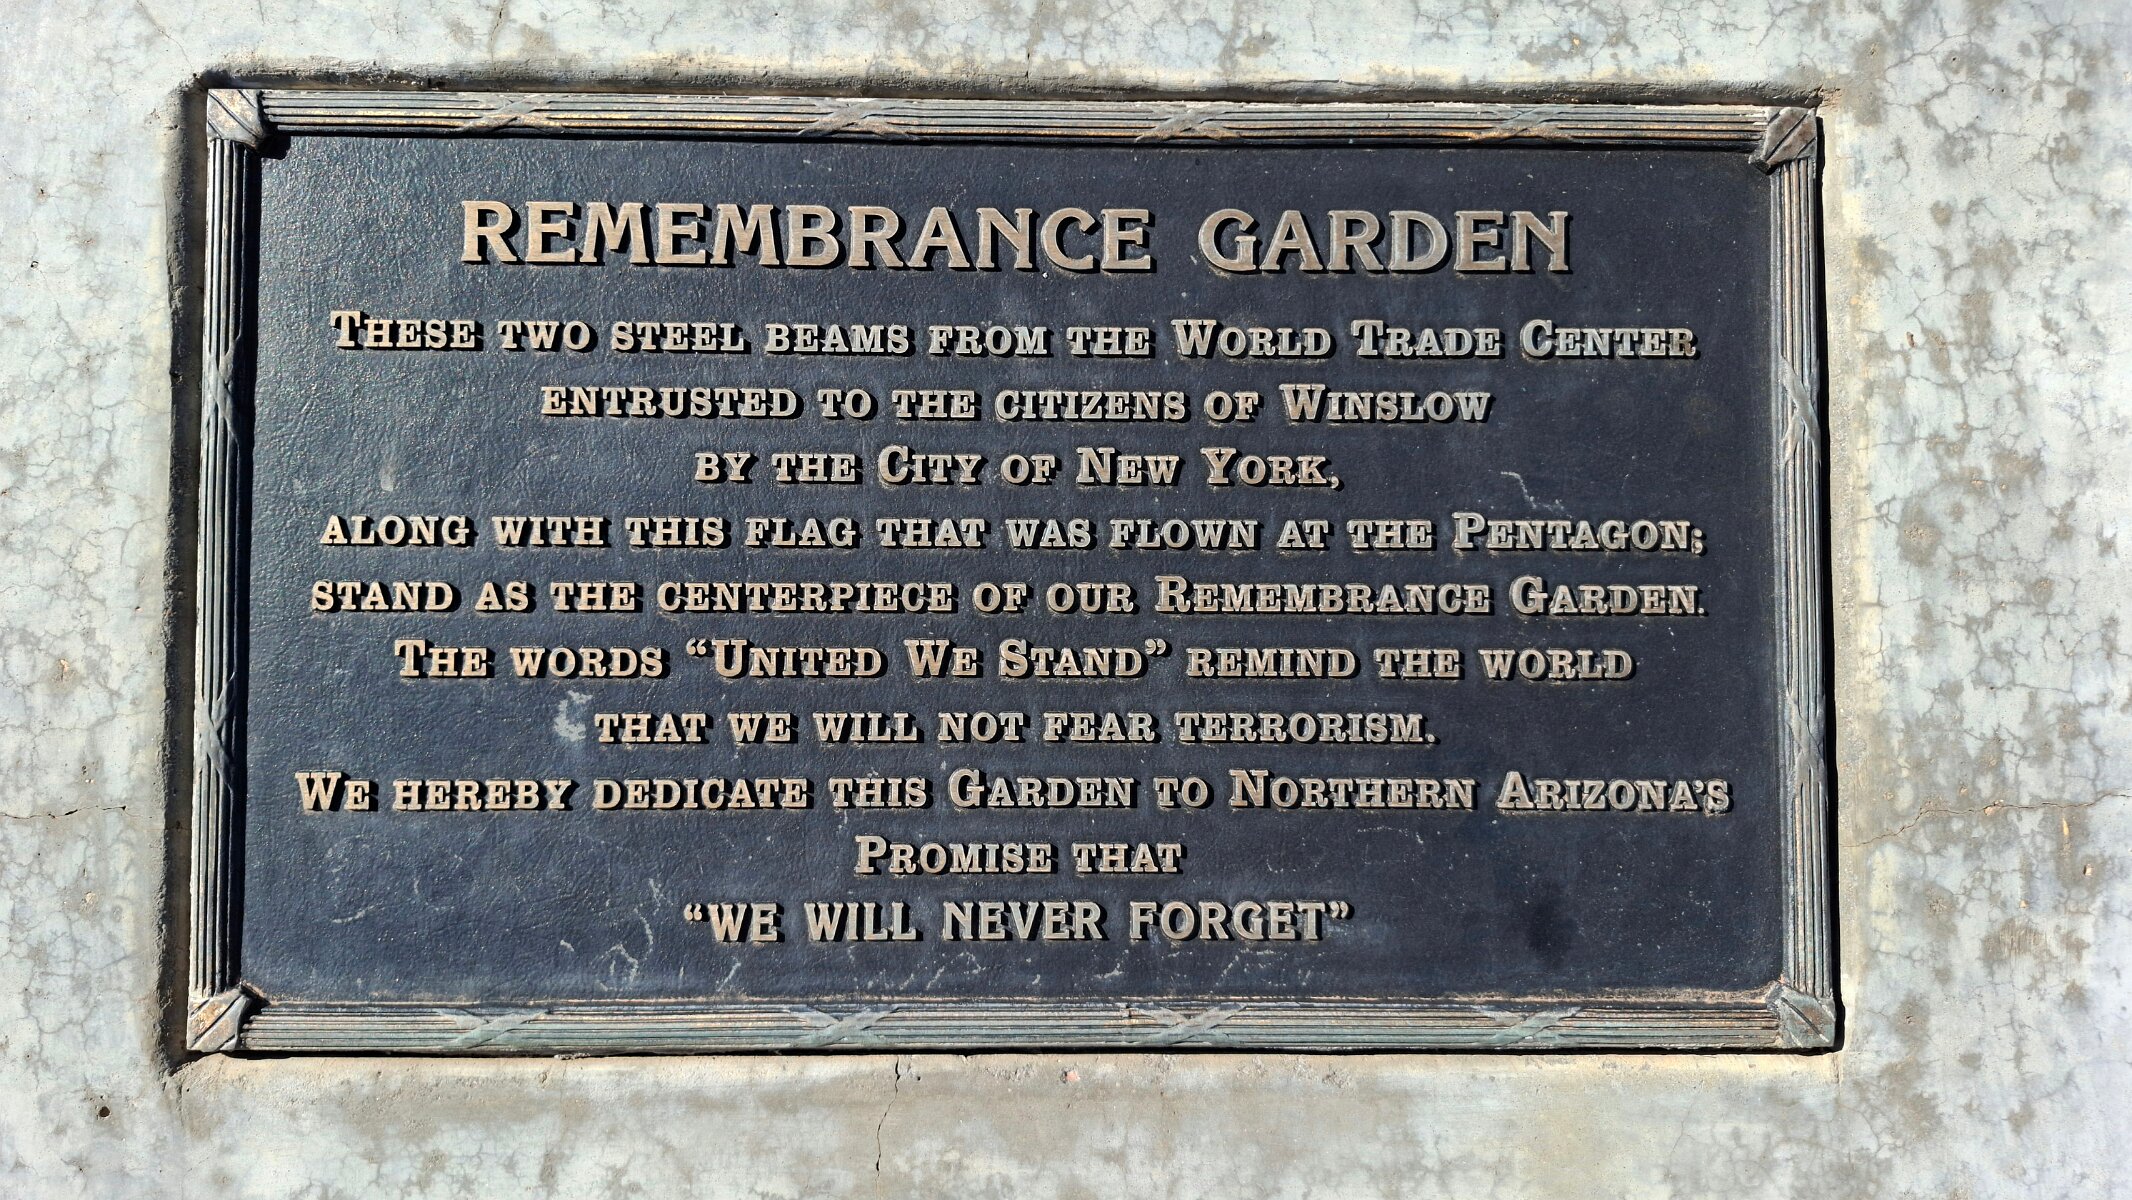 REMEMBRANCE GARDEN
THESE TWO STEEL BEAMS FROM THE WORLD TRADE CENTER
ENTRUSTED TO THE CITIZENS OF WINSLOW
BY THE CITY OF NEW YORK,
ALONG WITH THIS FLAG THAT WAS FLOWN AT THE PENTAGON;
STAND AS THE CENTERPIECE OF OUR REMEMBRANCE GARDEN.
THE WORDS “UNITED WE STAND” REMIND THE WORLD
THAT WE WILL NOT FEAR TERRORISM.
WE HEREBY DEDICATE THIS GARDEN TO NORTHERN ARIZONA'S
PROMISE THAT
“WE WILL NEVER FORGET”